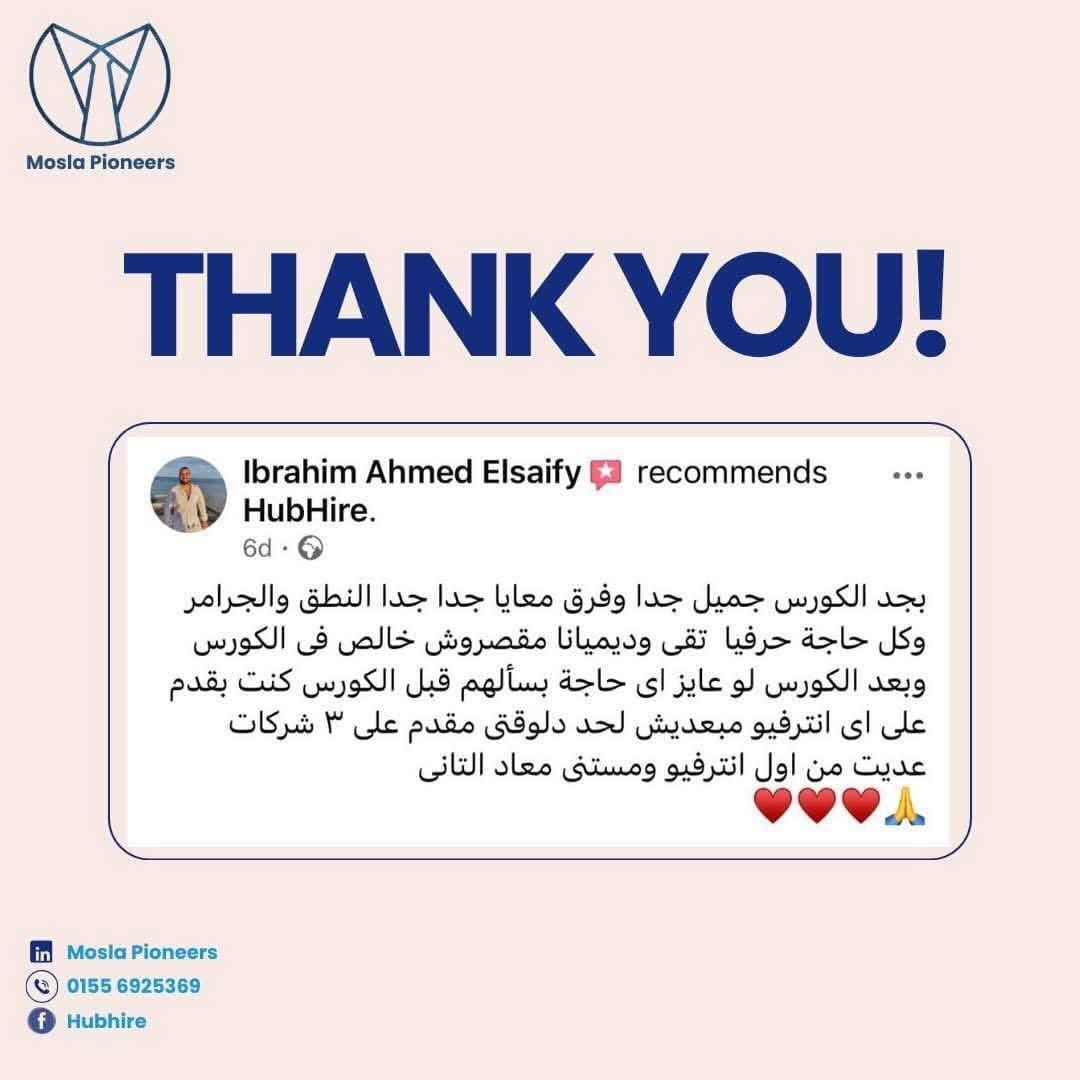 Mosla Pioneers
THANK YOU!
Ibrahim Ahmed Elsaify recommends
HubHire.
6d ·
بجد الكورس جميل جدا وفرق معايا جدا جدا النطق والجرامر
وكل حاجة حرفيا تقى وديميانا مقصروش خالص فى الكورس
وبعد الكورس لو عايز اى حاجة بسألهم قبل الكورس كنت بقدم
على اى انترفيو مبعديش لحد دلوقتى مقدم على ٣ شركات
عديت من اول انترفيو ومستنى معاد التانى
🙏♥️♥️♥️
in Mosla Pioneers
0155 6925369
f Hubhire